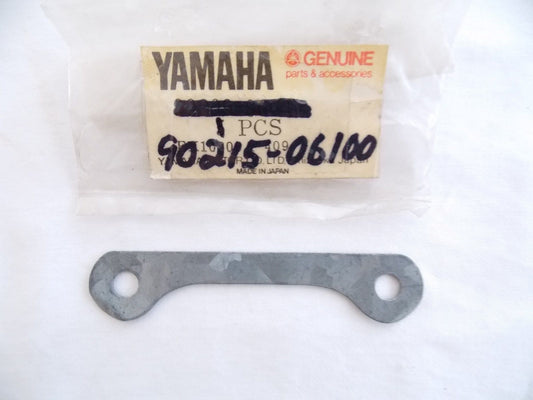 YAMAHA
GENUINE
parts & accessories
1 PCS
90215-06100
MADE IN JAPAN